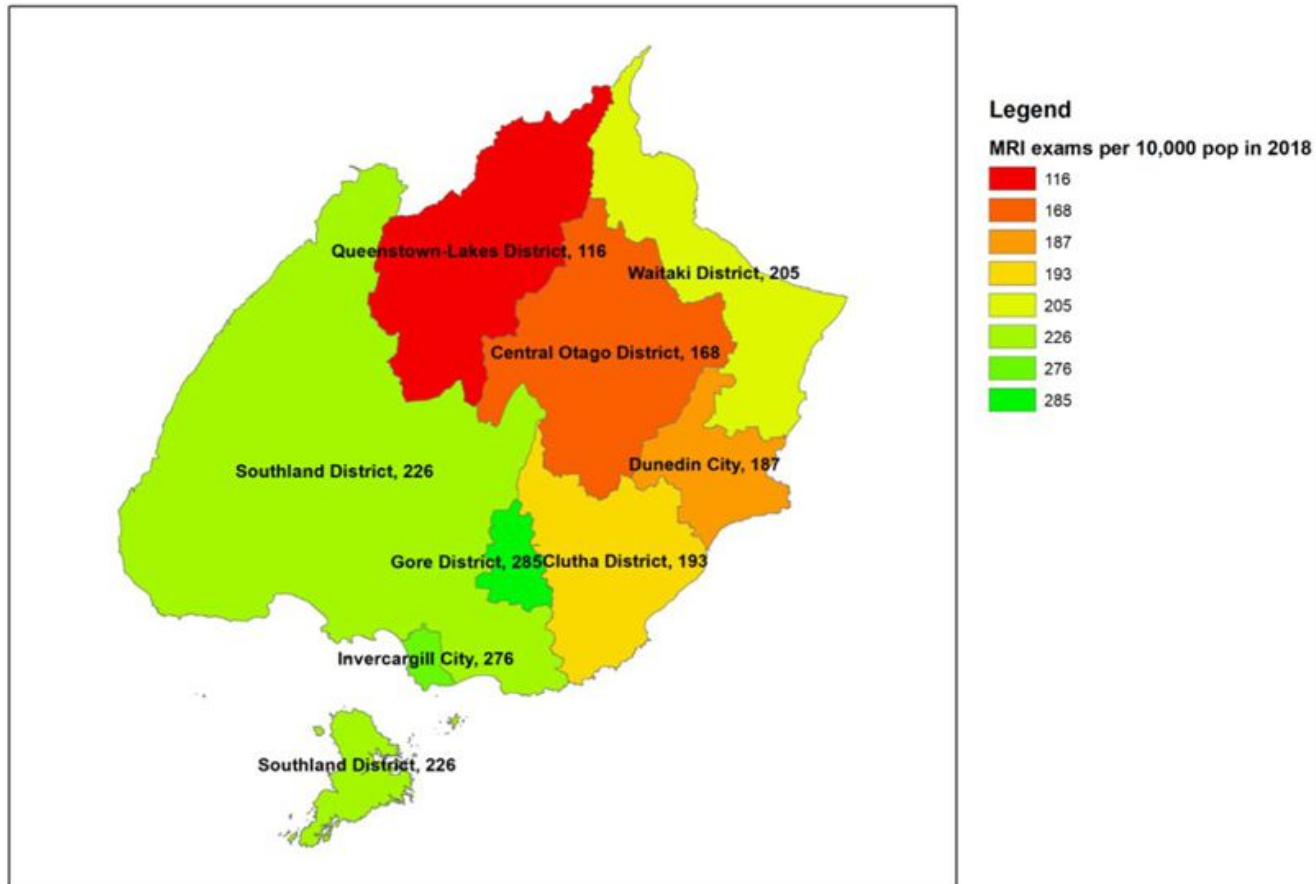 Legend
MRI exams per 10,000 pop in 2018
116
168
187
193
205
226
276
285
Queenstown-Lakes District, 116
Waitaki District, 205
Central Otago District, 168
Southland District, 226
Dunedin City, 187
Gore District, 285
Clutha District, 193
Invercargill City, 276
Southland District, 226